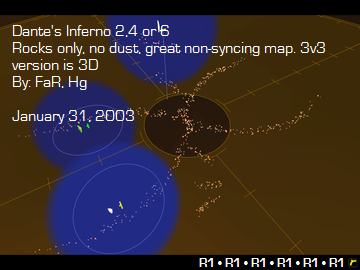 Dante's Inferno 2,4 or 6
Rocks only, no dust, great non-syncing map. 3v3
version is 3D
By: FaR, Hg
January 31, 2003
R1 • R1 • R1 • R1 • R1 • R1 r